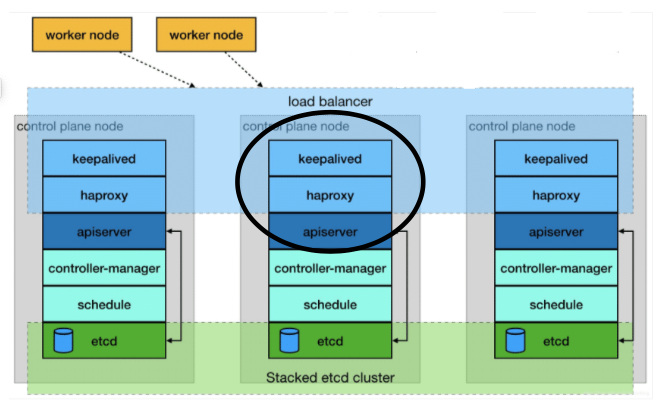 worker node
worker node
load balancer
control plane node
control plane node
control plane node
keepalived
keepalived
keepalived
haproxy
haproxy
haproxy
apiserver
apiserver
apiserver
controller-manager
controller-manager
controller-manager
schedule
schedule
schedule
etcd
etcd
etcd
Stacked etcd cluster